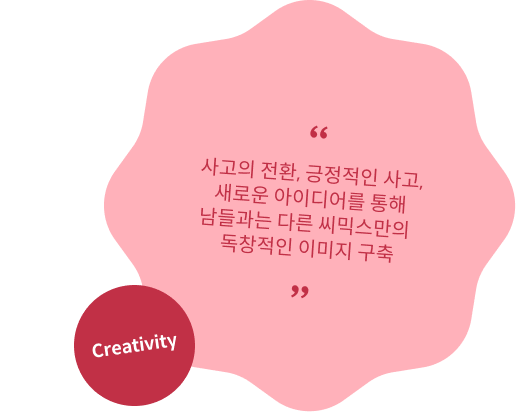 “
사고의 전환, 긍정적인 사고,
새로운 아이디어를 통해
남들과는 다른 씨믹스만의
독창적인 이미지 구축
”
Creativity